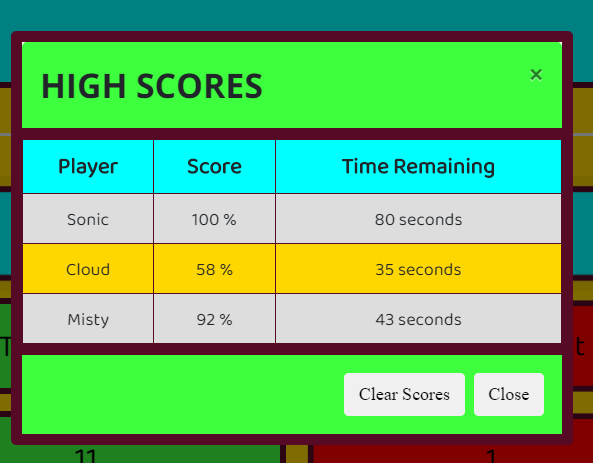 HIGH SCORES ×
Player Score Time Remaining
Sonic 100 % 80 seconds
Cloud 58 % 35 seconds
Misty 92 % 43 seconds
T t
Clear Scores Close
11 1